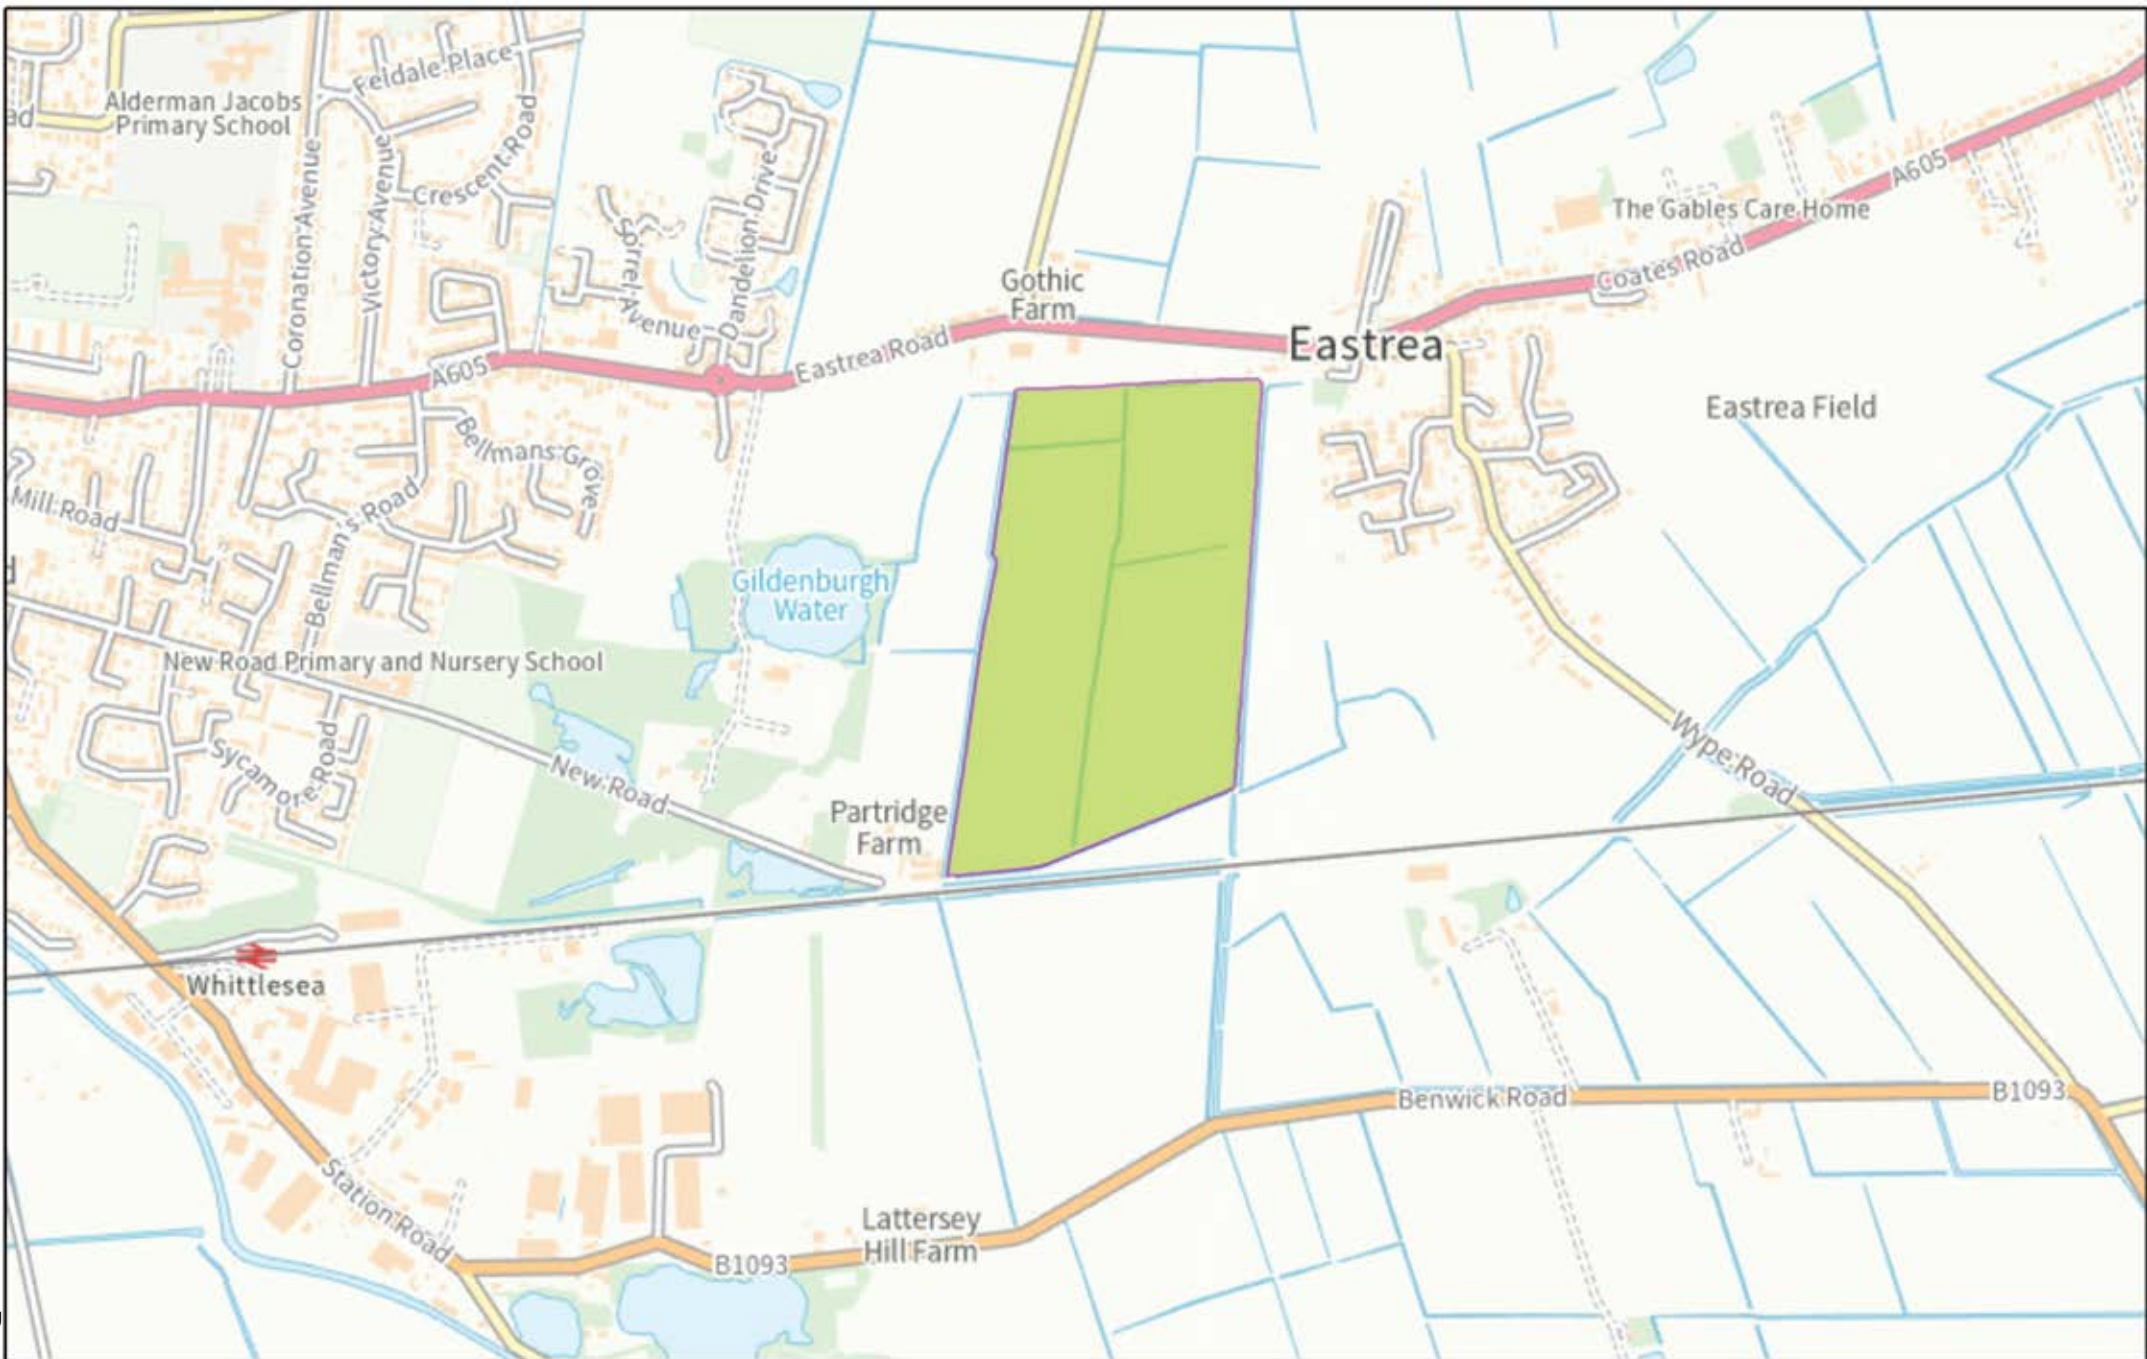 Feldale Place
Alderman Jacobs
Primary School
ad
Coronation Avenue
Victory Avenue
Crescent Road
Sorrel Avenue
Dandelion Drive
A605
The Gables Care Home
Coates Road
Gothic
Farm
Eastrea
Eastrea Road
A605
Eastrea Field
Bellmans Grove
Mill Road
Bellman's Road
d
Gildenburgh
Water
New Road Primary and Nursery School
Sycamore Road
New Road
Wype Road
Partridge
Farm
Whittlesea
Benwick Road
B1093
Station Road
Lattersey
Hill Farm
B1093